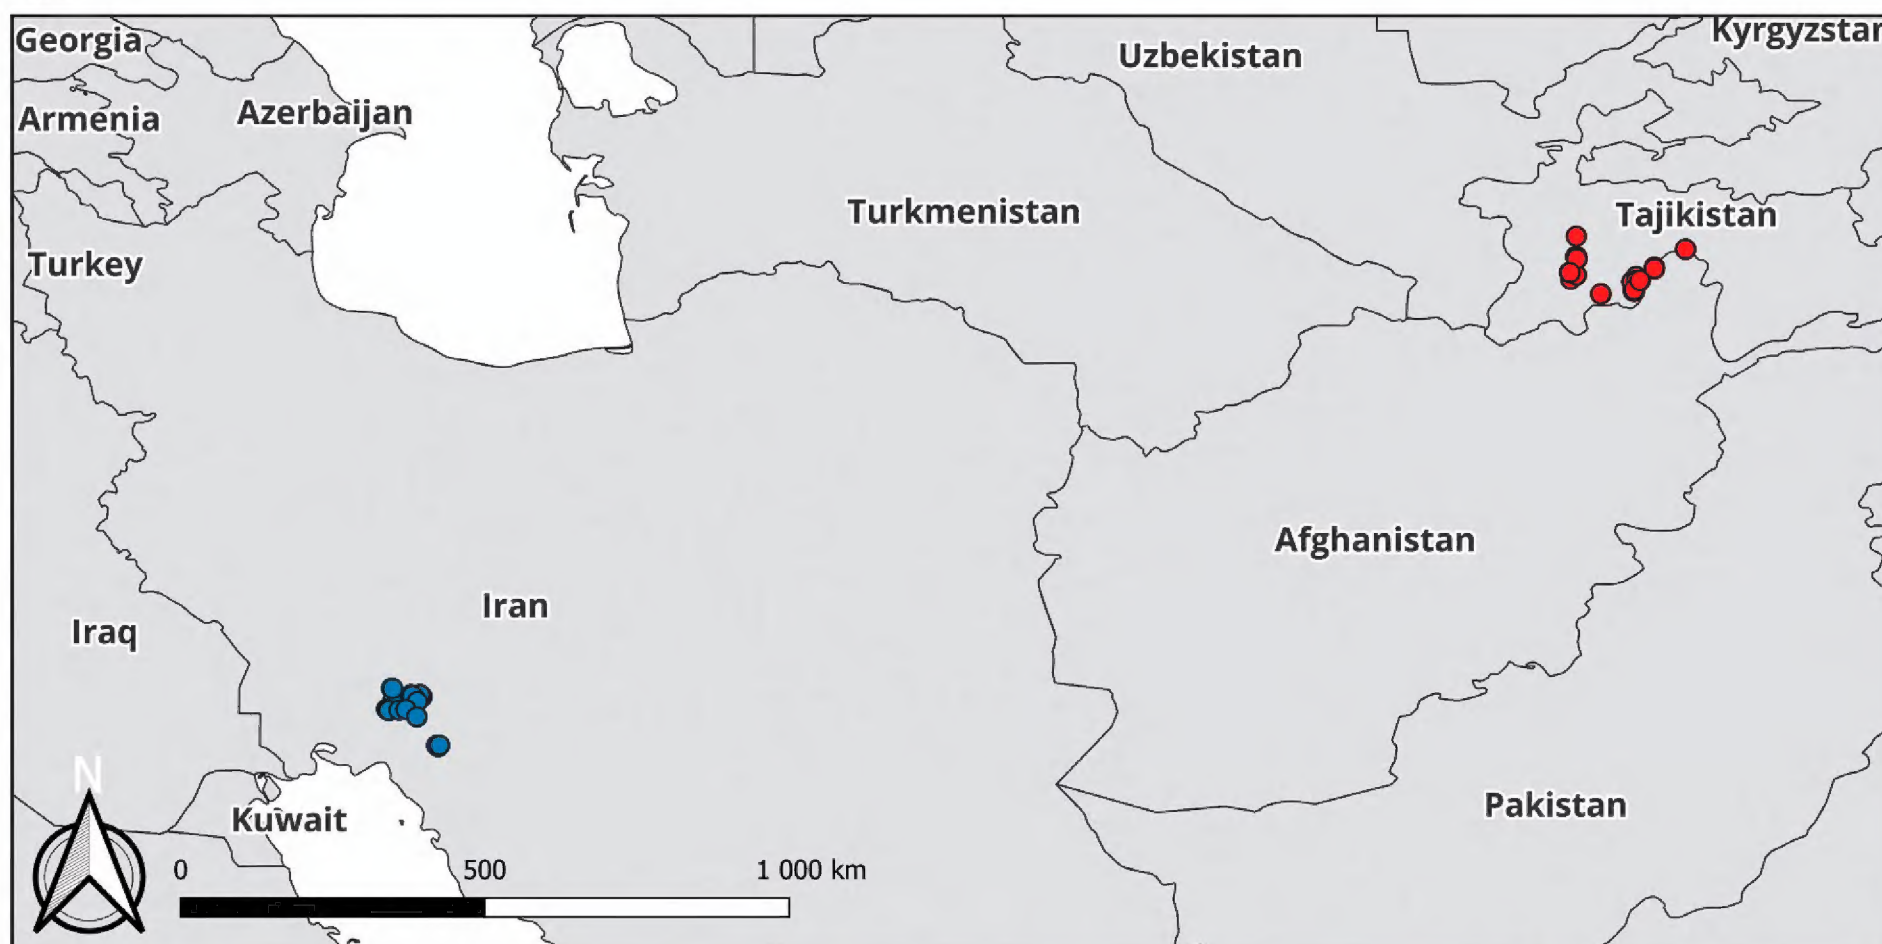 Georgia
Kyrgyzstan
Uzbekistan
Armenia
Azerbaijan
Turkmenistan
Tajikistan
Turkey
Afghanistan
Iran
Iraq
N
Pakistan
Kuwait
0 500 1 000 km